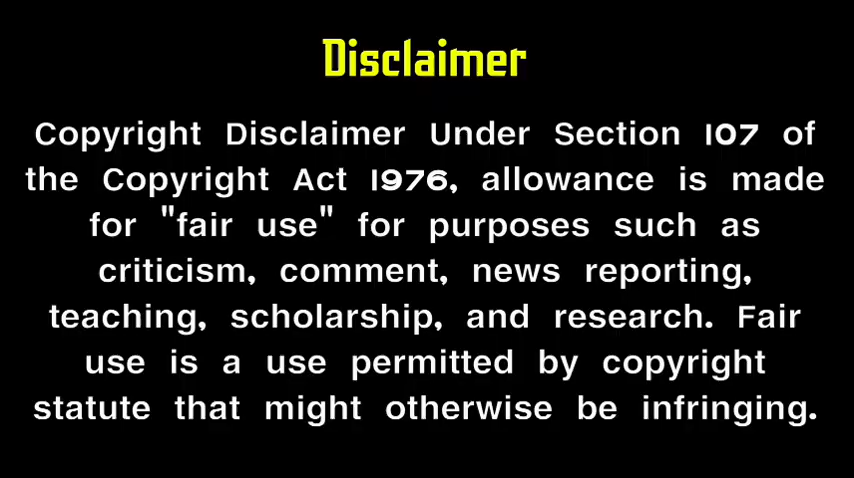 Disclaimer
Copyright Disclaimer Under Section 107 of
the Copyright Act 1976, allowance is made
for "fair use" for purposes such as
criticism, comment, news reporting,
teaching, scholarship, and research. Fair
use is a use permitted by copyright
statute that might otherwise be infringing.